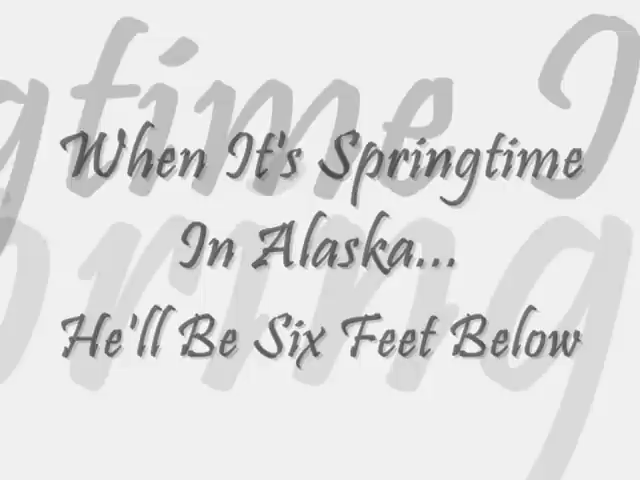 When It's Springtime
In Alaska...
He'll Be Six Feet Below